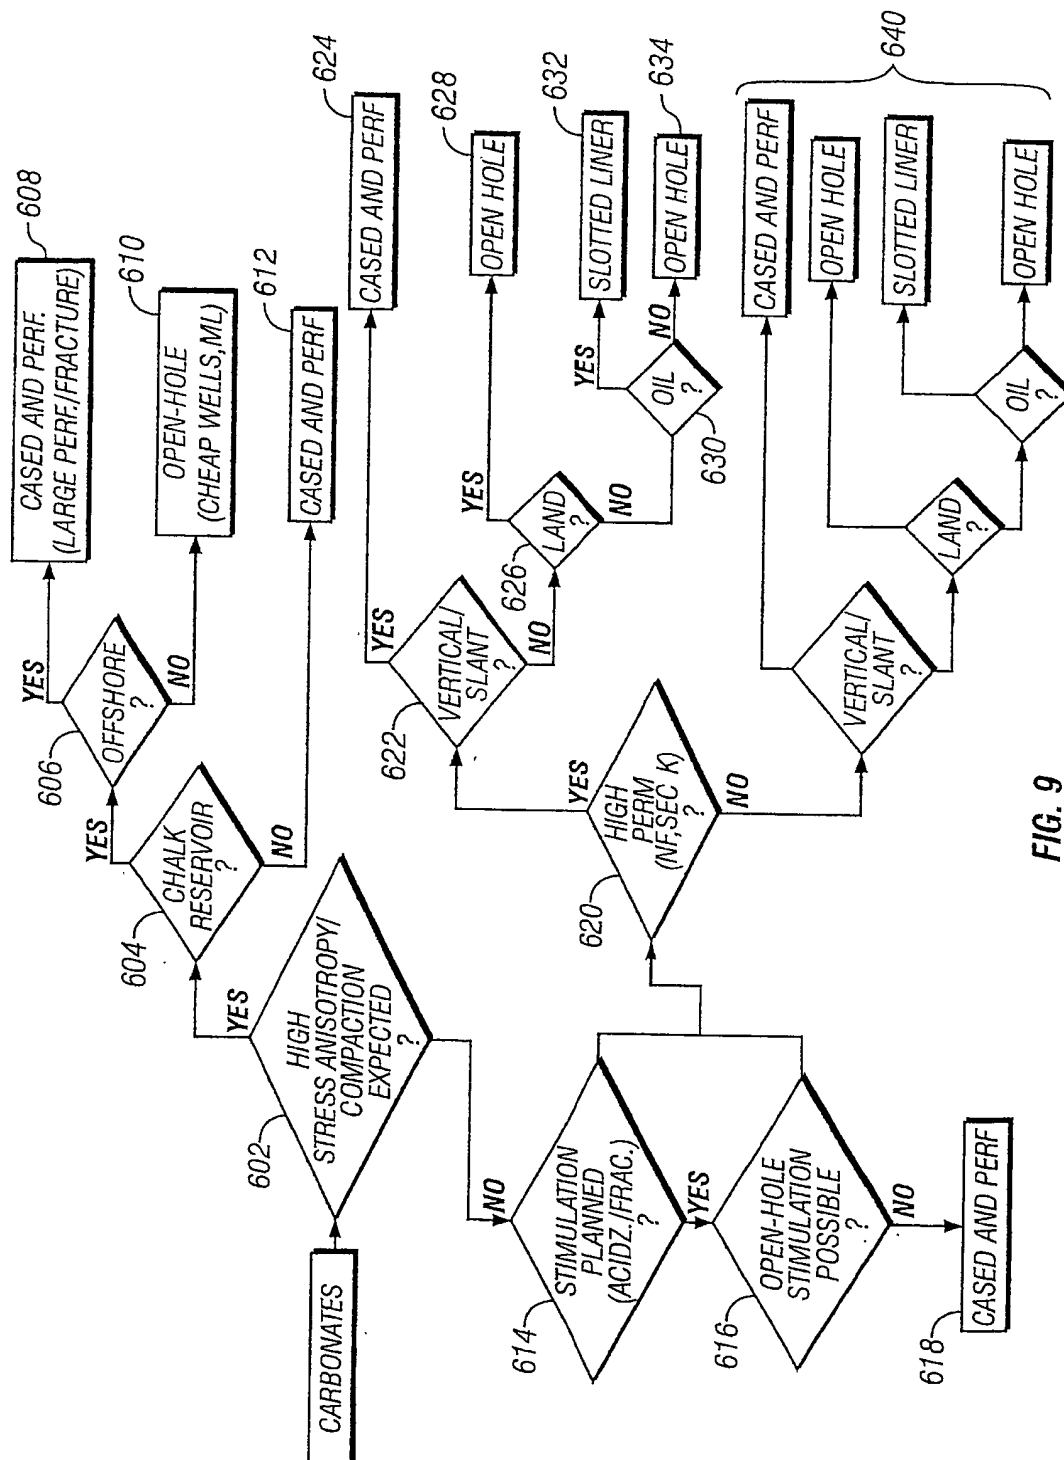 CARBONATES
602
HIGH
STRESS ANISOTROPY/
COMPACTION
EXPECTED
?
YES
NO
604
CHALK
RESERVOIR
?
YES
NO
606
OFFSHORE
?
YES
NO
CASED AND PERF.
(LARGE PERF./FRACTURE)
608
OPEN-HOLE
(CHEAP WELLS,ML)
610
CASED AND PERF
612
614
STIMULATION
PLANNED
(ACIDZ./FRAC.)
?
YES
616
OPEN-HOLE
STIMULATION
POSSIBLE
?
NO
618
CASED AND PERF
620
HIGH
PERM
(NF,SEC K)
?
YES
NO
622
VERTICAL/
SLANT
?
YES
NO
CASED AND PERF
624
626
LAND
?
YES
NO
OPEN HOLE
628
OIL
?
630
YES
NO
SLOTTED LINER
632
OPEN HOLE
634
VERTICAL/
SLANT
?
LAND
?
OIL
?
CASED AND PERF
OPEN HOLE
SLOTTED LINER
OPEN HOLE
640
FIG. 9